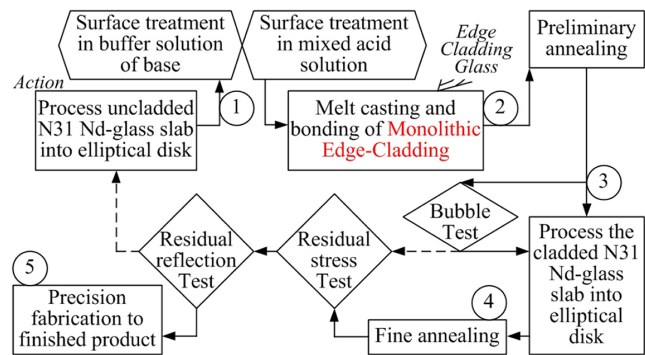 Surface treatment
in buffer solution
of base
Surface treatment
in mixed acid
solution
Edge
Cladding
Glass
Preliminary
annealing
Action
Process uncladded
N31 Nd-glass slab
into elliptical disk
1
Melt casting and
bonding of Monolithic
Edge-Cladding
2
3
Bubble
Test
Process the
cladded N31
Nd-glass
slab into
elliptical
disk
Residual
reflection
Test
Residual
stress
Test
5
Precision
fabrication to
finished product
4
Fine annealing